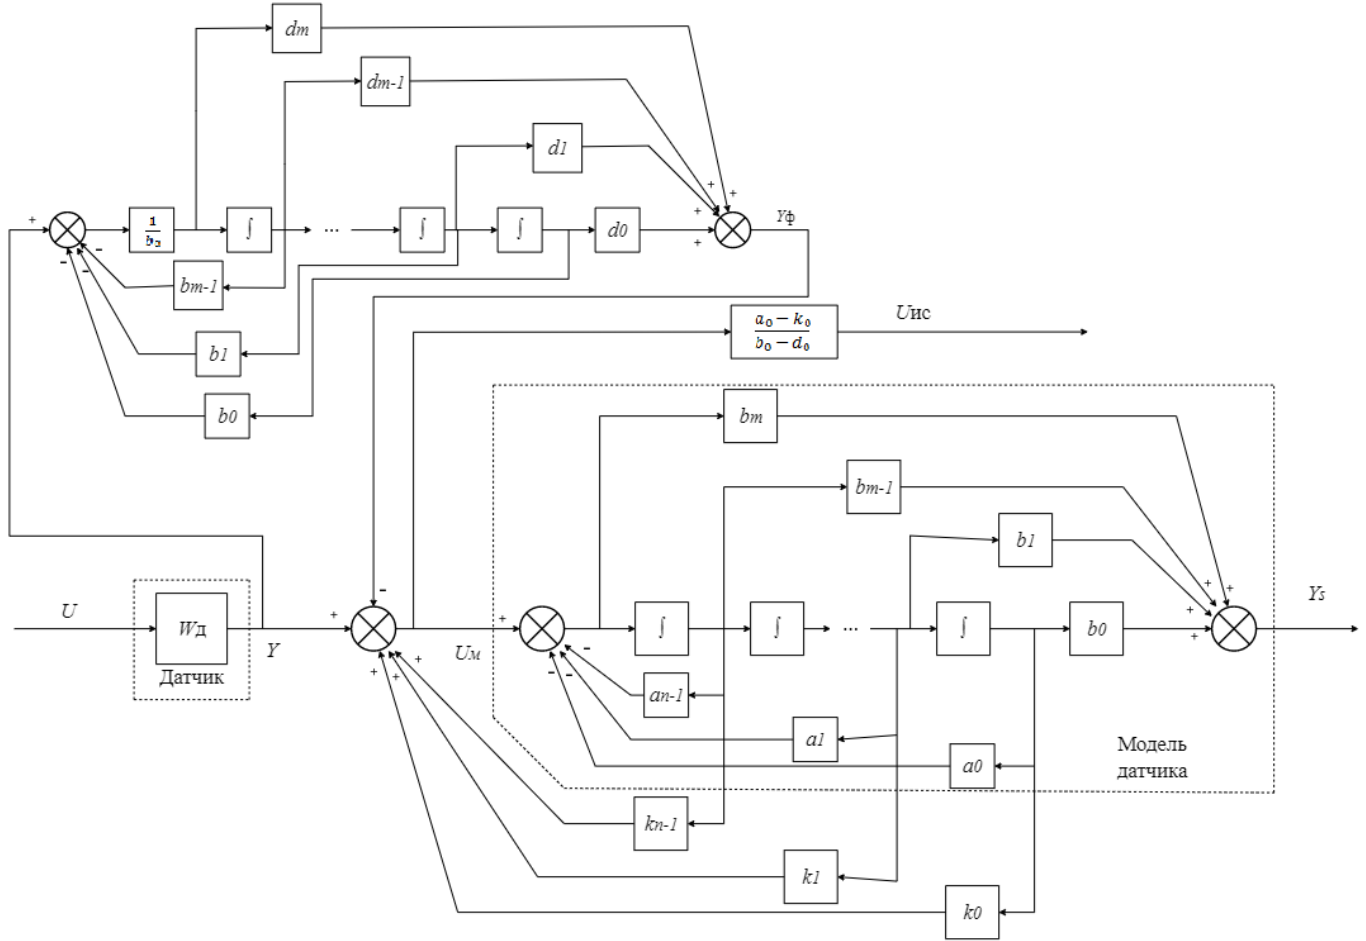 dm
dm-1
d1
+
+
+
+
+
Yф
1
∫
...
∫
∫
d0
-
-
-
bm-1
b1
b0
a₀ − k₀
b₀ − d₀
Uис
bm
bm-1
b1
U
Wд
Датчик
Y
-
+
+
+
+
Uм
+
-
-
-
∫
∫
...
∫
b0
+
+
+
+
Ys
an-1
a1
a0
Модель
датчика
kn-1
k1
k0